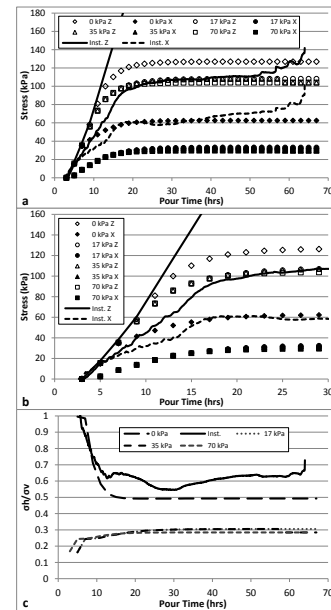 160
140
120
100
80
60
40
20
0
Stress (kPa)
0 kPa Z
0 kPa X
17 kPa Z
17 kPa X
35 kPa Z
35 kPa X
70 kPa Z
70 kPa X
Inst. Z
Inst. X
0 10 20 30 40 50 60 70
Pour Time (hrs)
a
160
140
120
100
80
60
40
20
0
Stress (kPa)
0 kPa Z
0 kPa X
17 kPa Z
17 kPa X
35 kPa Z
35 kPa X
70 kPa Z
70 kPa X
Inst. Z
Inst. X
0 5 10 15 20 25
Pour Time (hrs)
b
1
0.9
0.8
0.7
0.6
0.5
0.4
0.3
0.2
0.1
0
σh/σv
0 kPa
Inst.
17 kPa
35 kPa
70 kPa
0 10 20 30 40 50 60 70
Pour Time (hrs)
c